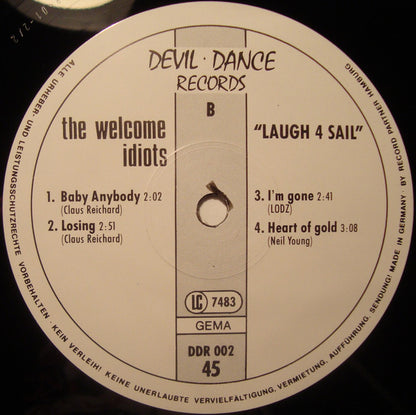 DEVIL · DANCE
RECORDS
B
the welcome
idiots
"LAUGH 4 SAIL"
1. Baby Anybody 2:02
(Claus Reichard)
2. Losing 2:51
(Claus Reichard)
3. I'm gone 2:41
(LODZ)
4. Heart of gold 3:08
(Neil Young)
LC 7483
GEMA
DDR 002
45
ALLE URHEBER- UND LEISTUNGSSCHUTZRECHTE VORBEHALTEN · KEIN VERLEIH! KEINE UNERLAUBTE VERVIELFÄLTIGUNG, VERMIETUNG, AUFFÜHRUNG, SENDUNG! MADE IN GERMANY BY RECORD PARTNER HAMBURG